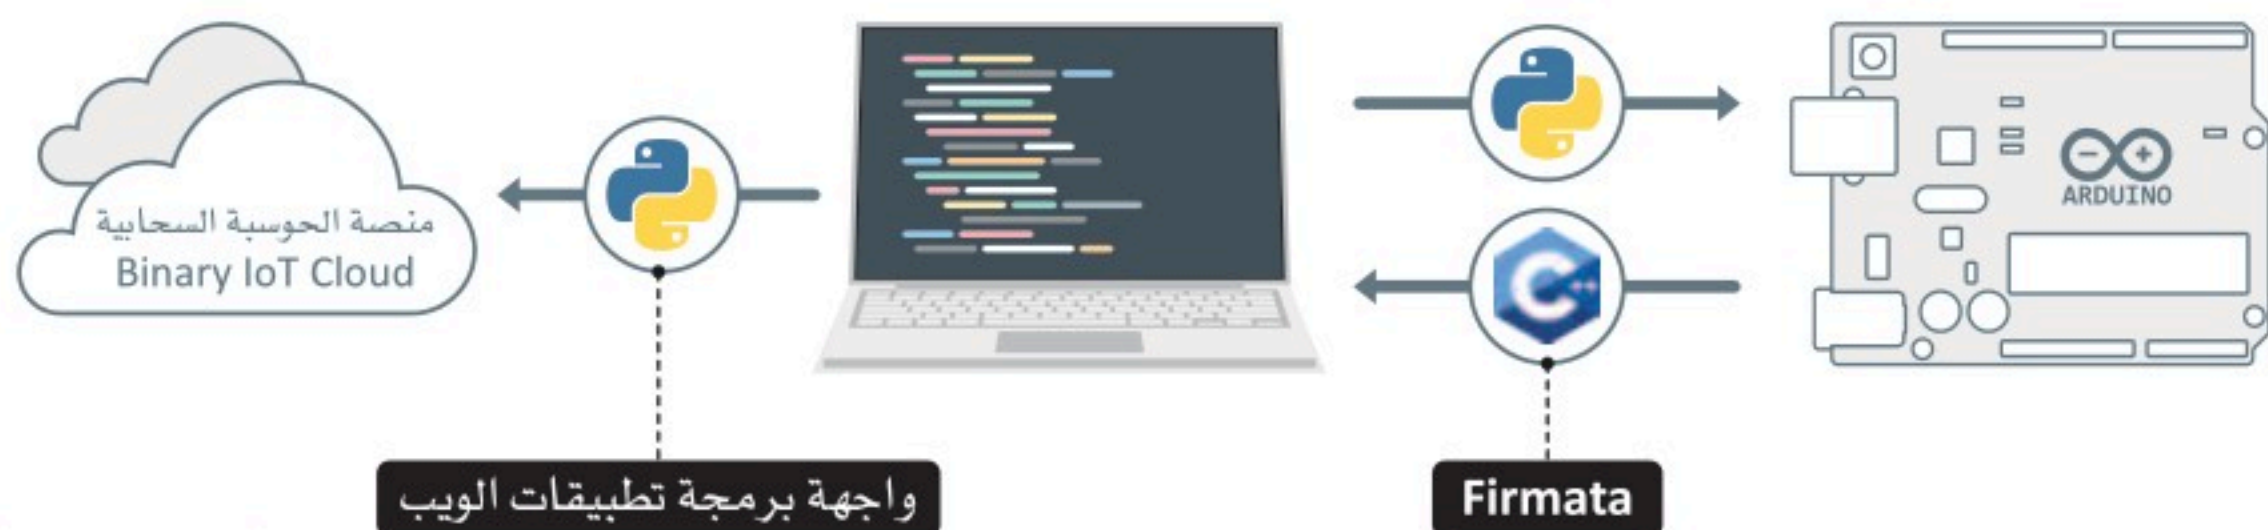 منصة الحوسبة السحابية
Binary IoT Cloud
C++
ARDUINO
واجهة برمجة تطبيقات الويب
Firmata